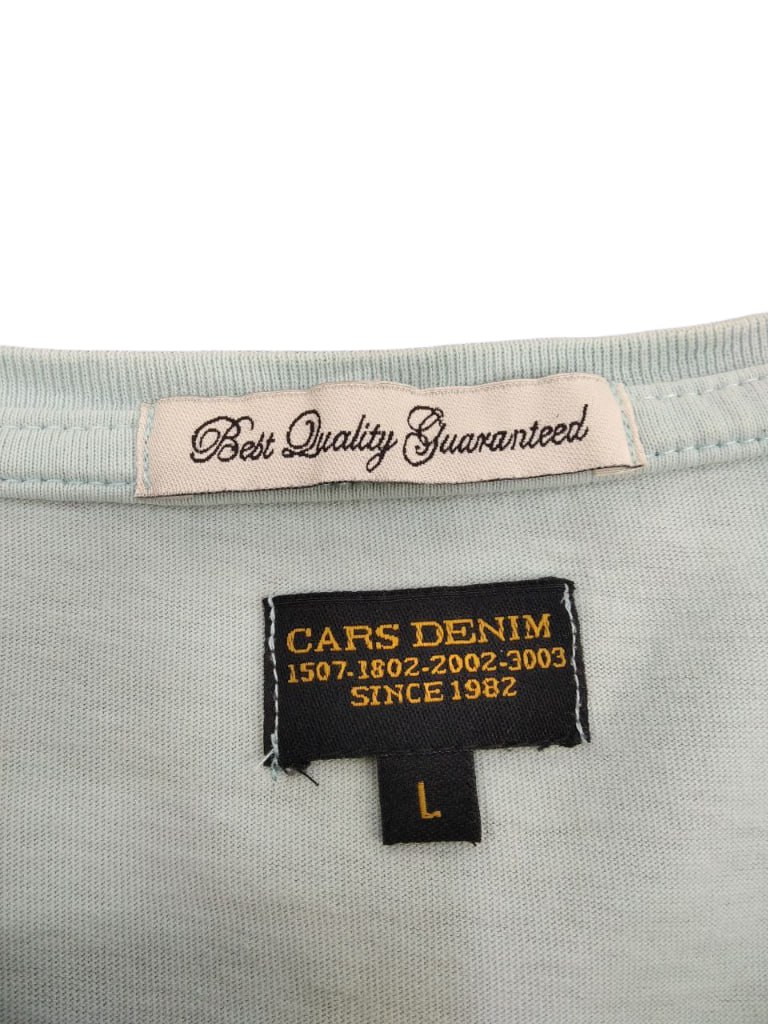 Best Quality Guaranteed
CARS DENIM
1507-1802-2002-3003
SINCE 1982
L